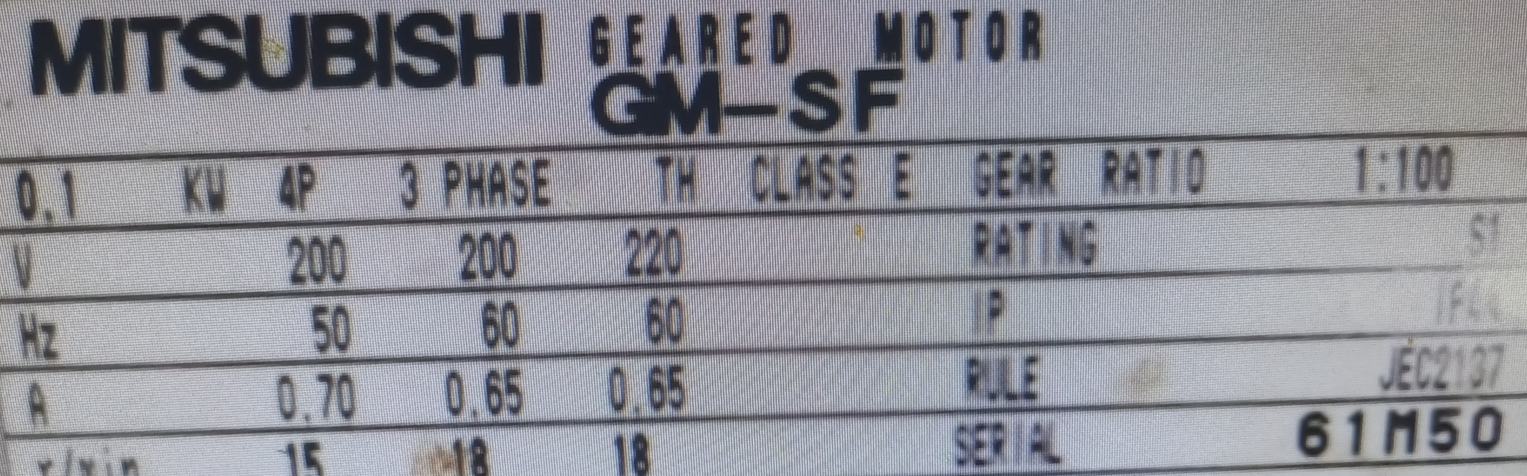 MITSUBISHI GEARED MOTOR
GM-SF
0.1 KW 4P 3 PHASE TH CLASS E GEAR RATIO 1:100
V 200 200 220 RATING S1
Hz 50 60 60 IP
A 0.70 0.65 0.65 RULE JEC2137
r/min 15 18 18 SERIAL 61M50